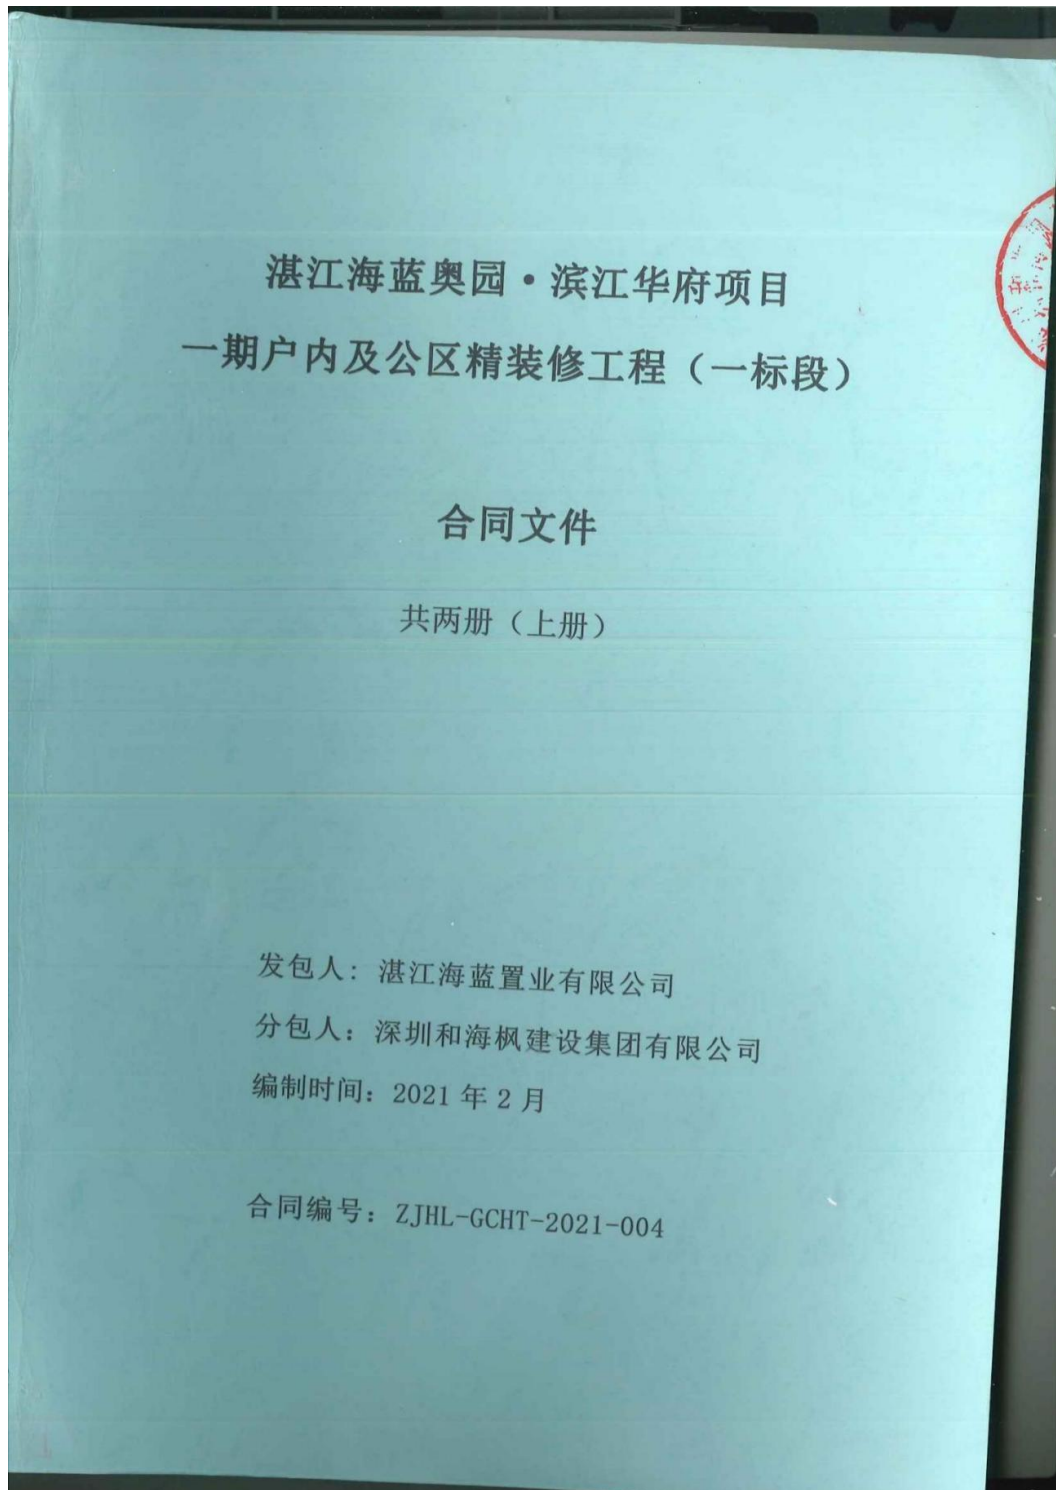 湛江海蓝奥园·滨江华府项目
一期户内及公区精装修工程（一标段）
合同文件
共两册（上册）
发包人：湛江海蓝置业有限公司
分包人：深圳和海枫建设集团有限公司
编制时间：2021 年 2 月
合同编号：ZJHL-GCHT-2021-004